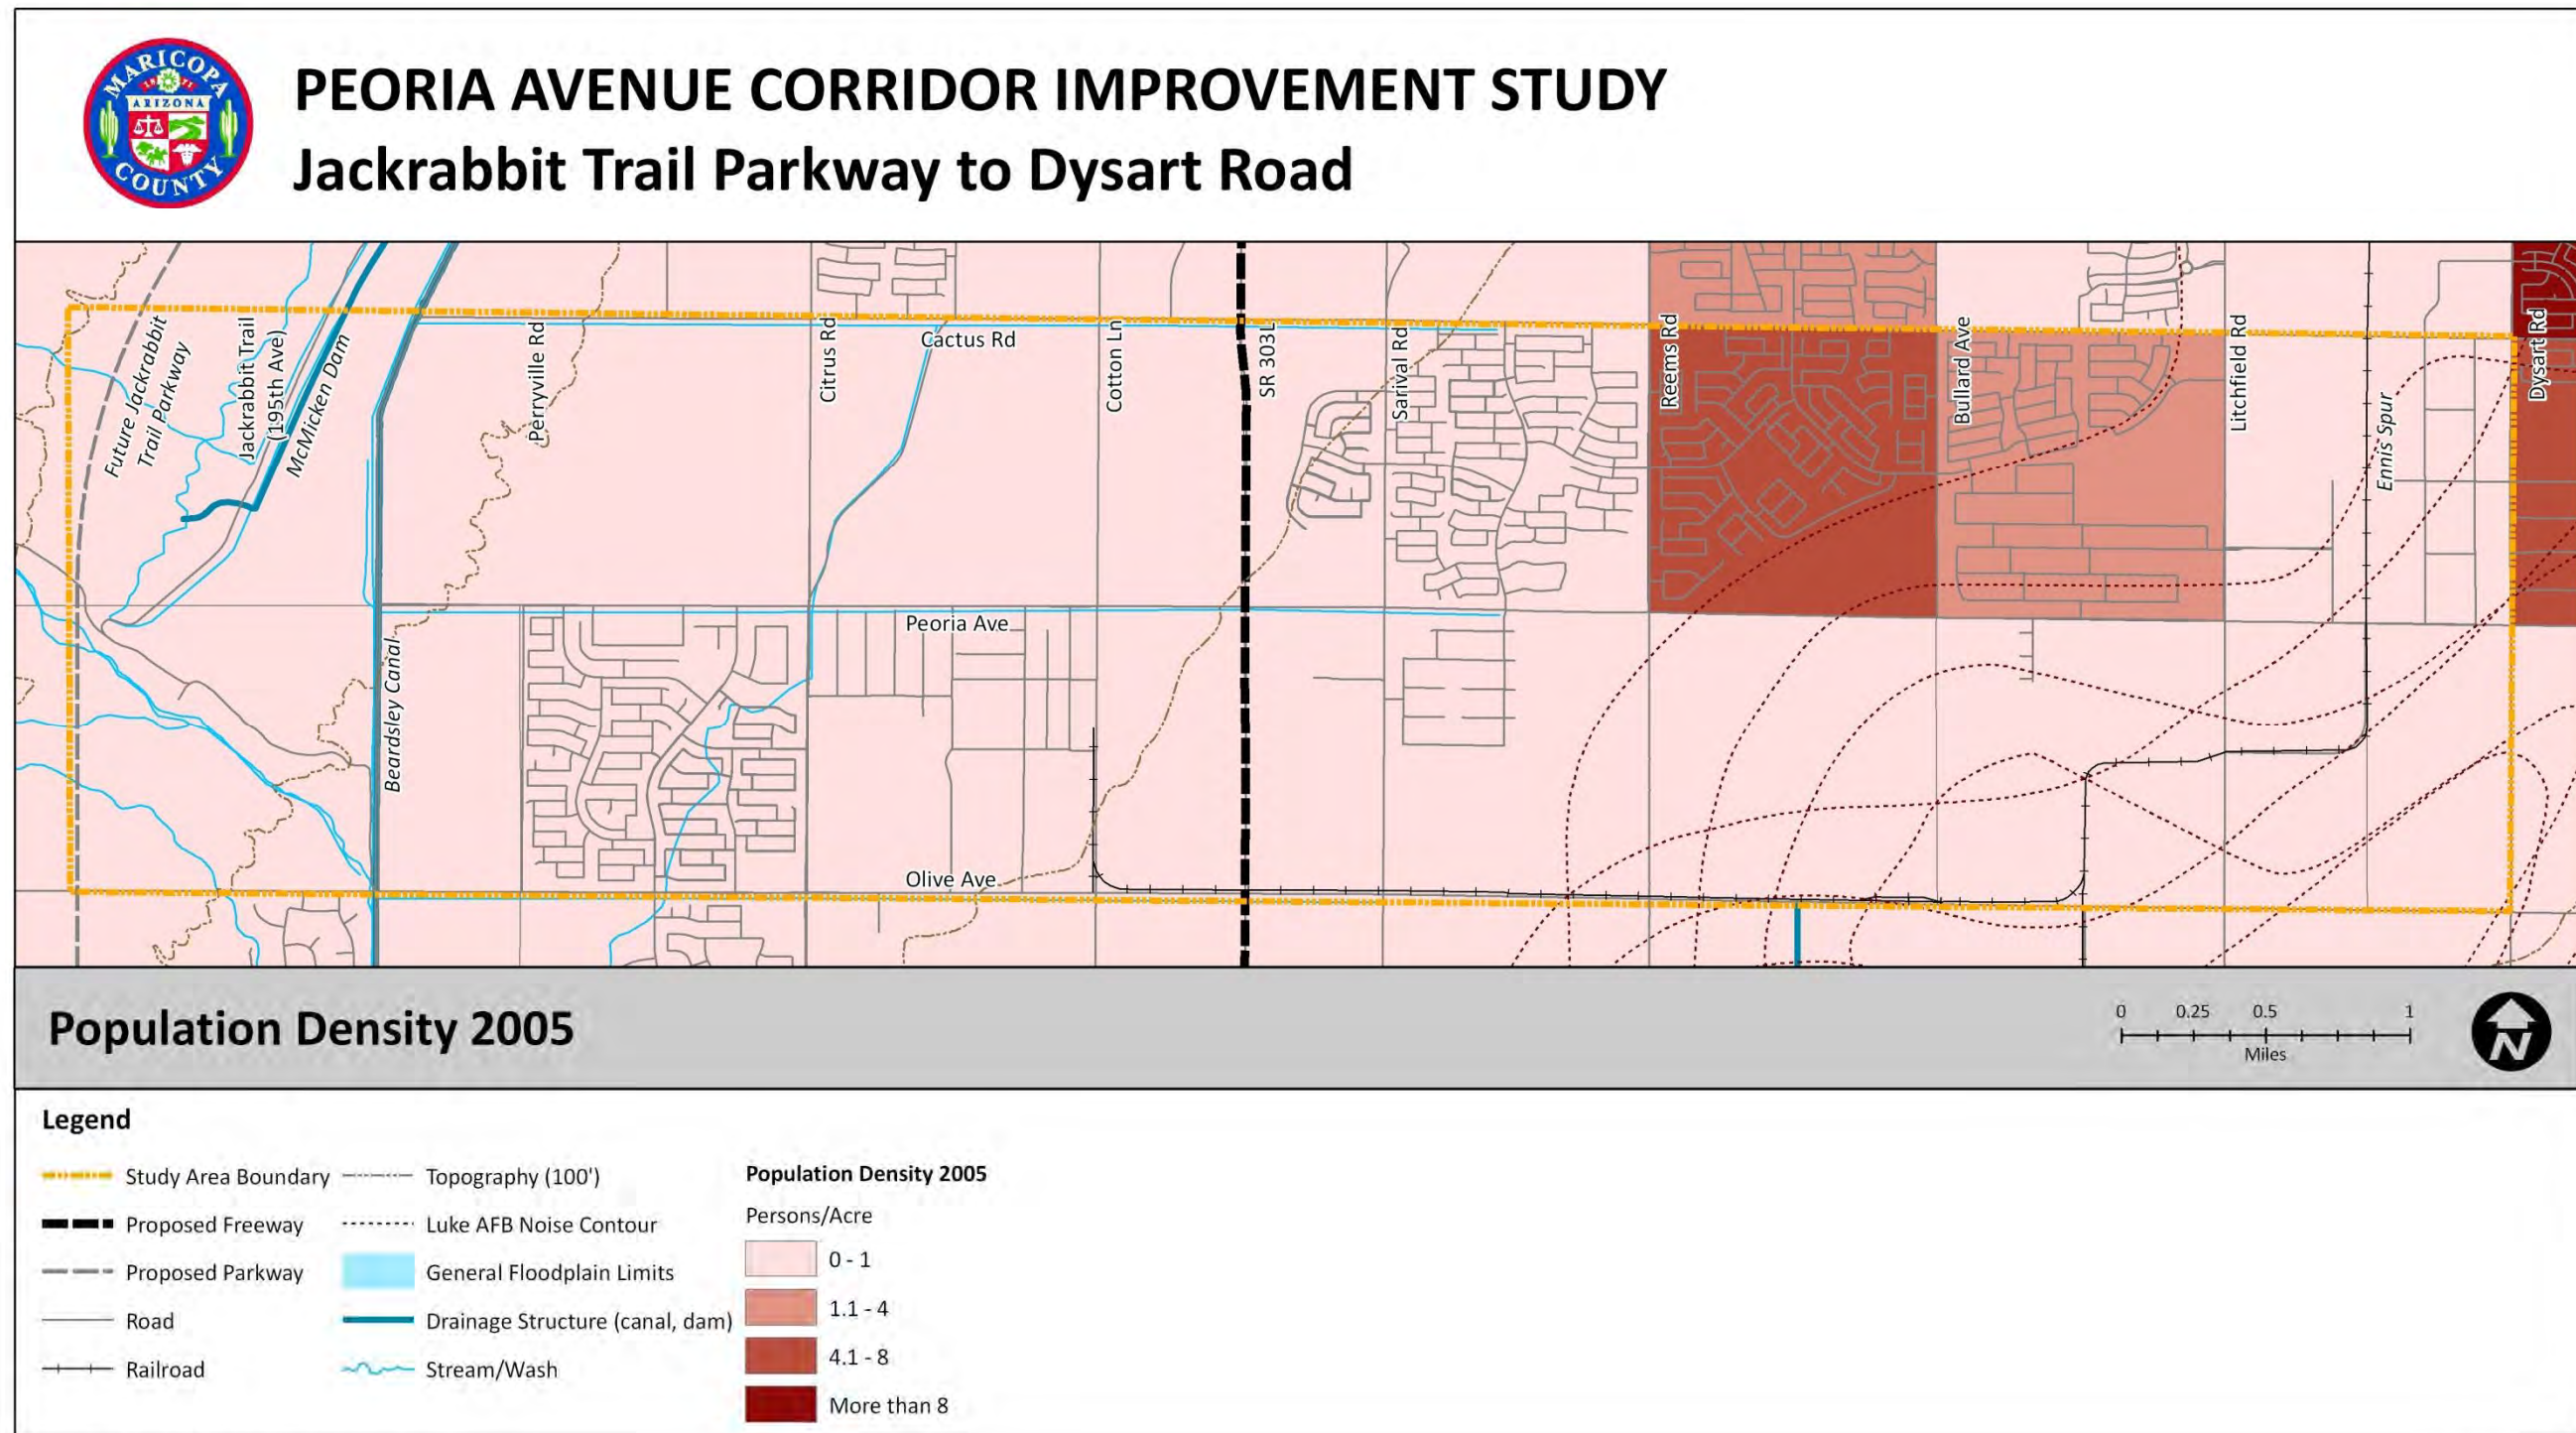 MARICOPA
ARIZONA
COUNTY
PEORIA AVENUE CORRIDOR IMPROVEMENT STUDY
Jackrabbit Trail Parkway to Dysart Road
Future Jackrabbit
Trail Parkway
Jackrabbit Trail
(195th Ave)
McMicken Dam
Perryville Rd
Citrus Rd
Cactus Rd
Cotton Ln
SR 303L
Sarival Rd
Reems Rd
Bullard Ave
Litchfield Rd
Ennis Spur
Dysart Rd
Beardsley Canal
Peoria Ave
Olive Ave
Population Density 2005
0 0.25 0.5 1
Miles
N
Legend
Study Area Boundary
Proposed Freeway
Proposed Parkway
Road
Railroad
Topography (100')
Luke AFB Noise Contour
General Floodplain Limits
Drainage Structure (canal, dam)
Stream/Wash
Population Density 2005
Persons/Acre
0 - 1
1.1 - 4
4.1 - 8
More than 8